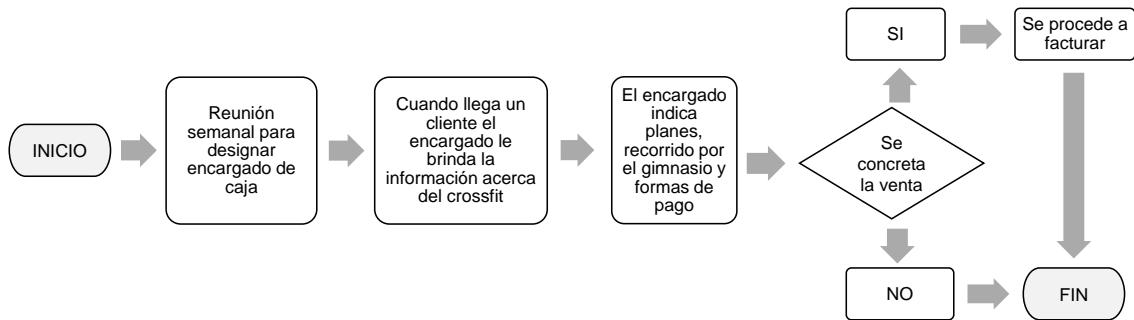 INICIO
Reunión
semanal para
designar
encargado de
caja
Cuando llega un
cliente el
encargado le
brinda la
información acerca
del crossfit
El encargado
indica
planes,
recorrido por
el gimnasio y
formas de
pago
Se
concreta
la venta
SI
Se procede a
facturar
NO
FIN